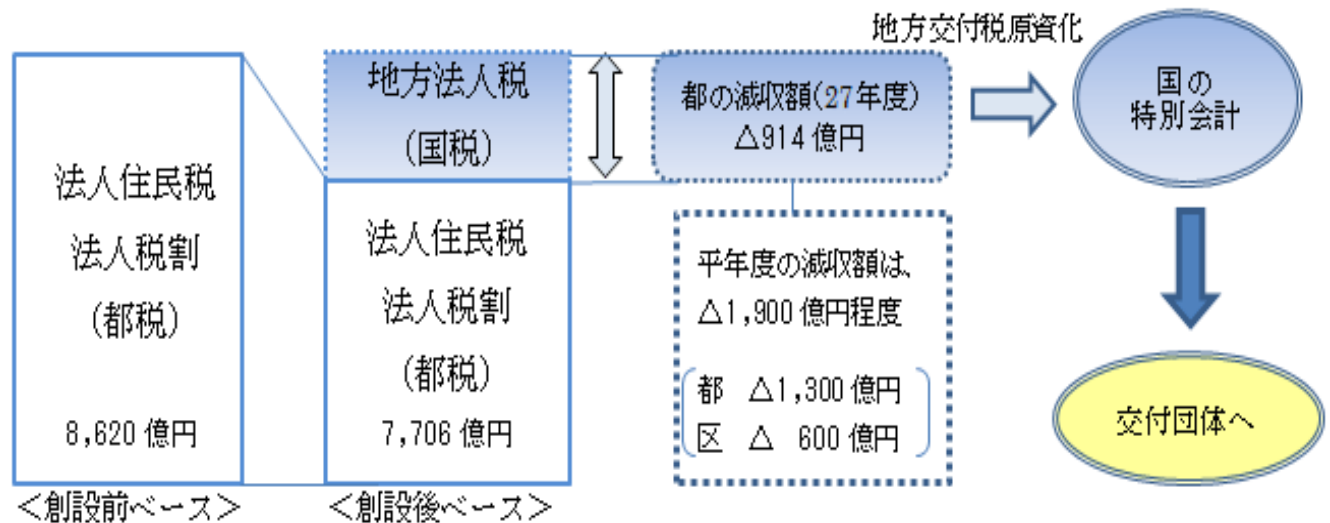 地方交付税原資化
法人住民税
法人税割
(都税)
8,620億円
<創設前ベース>
地方法人税
(国税)
法人住民税
法人税割
(都税)
7,706億円
<創設後ベース>
都の減収額(27年度)
△914億円
平年度の減収額は、
△1,900億円程度
都 △1,300億円
区 △ 600億円
国の
特別会計
交付団体へ